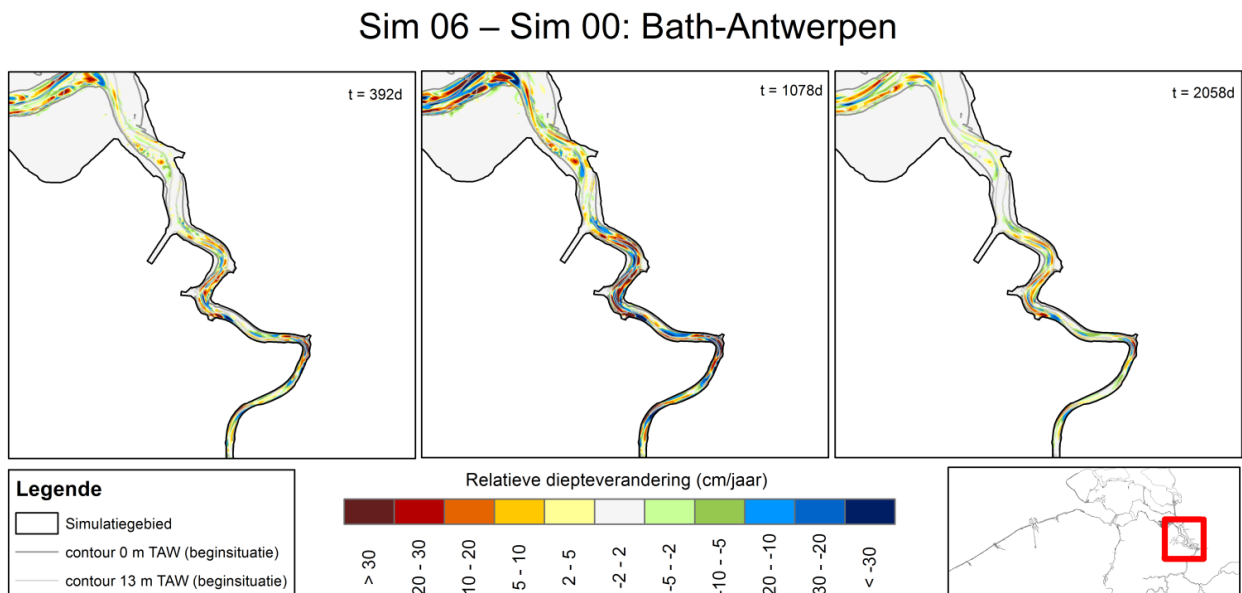 Sim 06 – Sim 00: Bath-Antwerpen
t = 392d
t = 1078d
t = 2058d
Legende
Simulatiegebied
contour 0 m TAW (beginsituatie)
contour 13 m TAW (beginsituatie)
Relatieve diepteverandering (cm/jaar)
> 30
20 - 30
10 - 20
5 - 10
2 - 5
-2 - 2
-5 - -2
-10 - -5
20 - -10
30 - -20
< -30